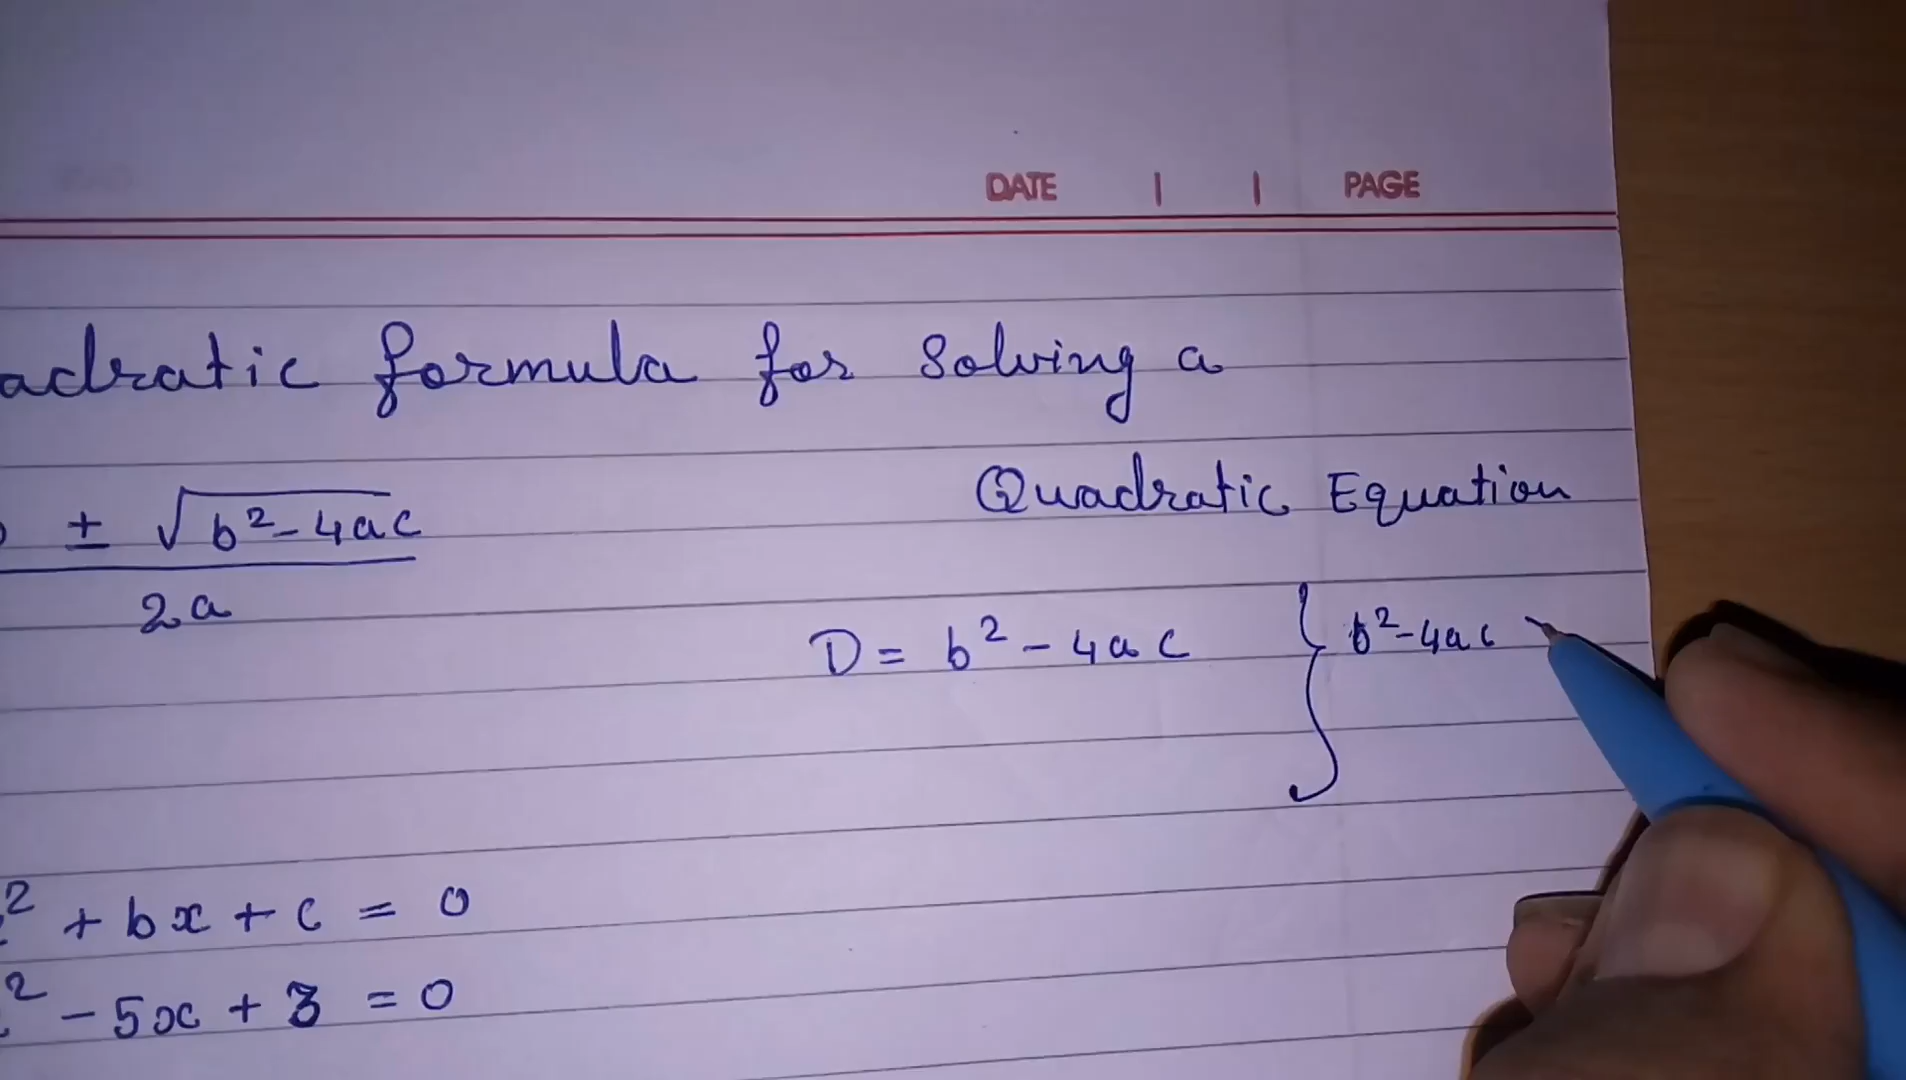 DATE | | PAGE
adratic formula for Solving a
Quadratic Equation
± √b²-4ac
2a
D = b² - 4ac { b²-4ac
² + bx + c = 0
² - 5x + 3 = 0